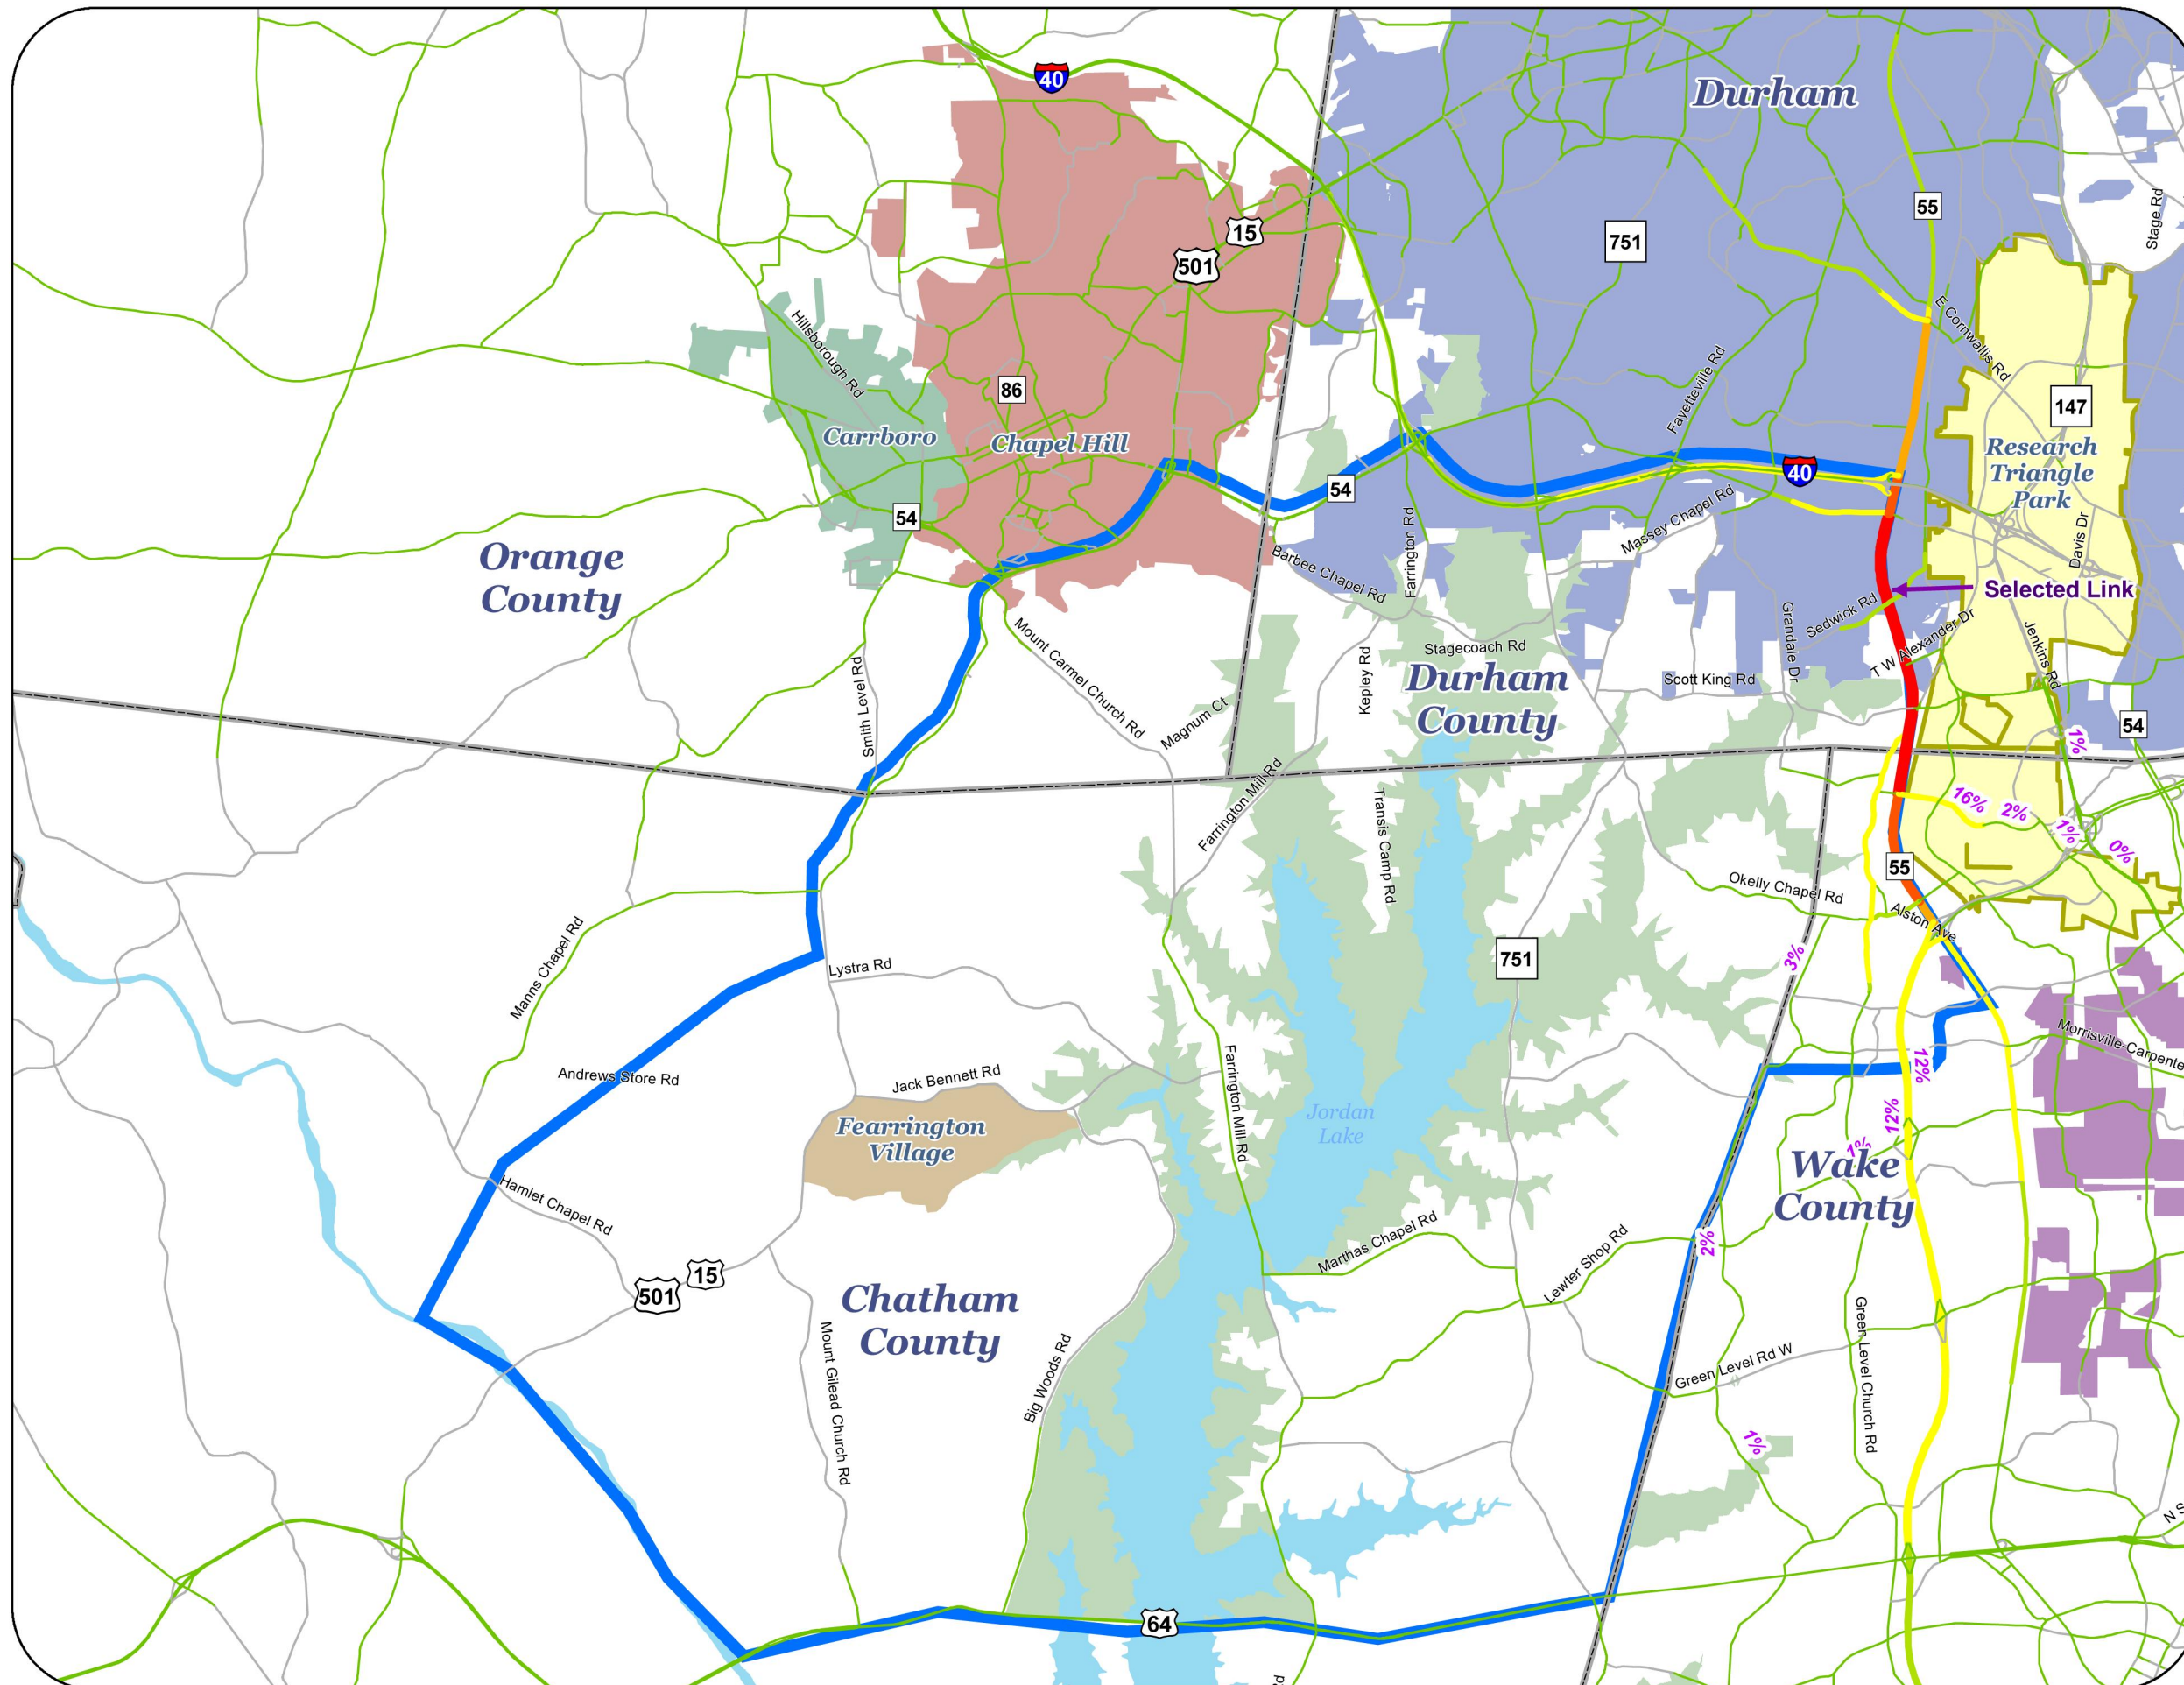 40
Durham
Stage Rd
55
15
751
501
E Cornwallis Rd
Hillsborough Rd
Fayetteville Rd
86
147
Carrboro
Chapel Hill
Research
Triangle
Park
40
54
54
Massey Chapel Rd
Farrington Rd
Davis Dr
Orange
County
Barbee Chapel Rd
Selected Link
Sedwick Rd
Grandale Dr
T W Alexander Dr
Jenkins Rd
Mount Carmel Church Rd
Smith Level Rd
Kepley Rd
Stagecoach Rd
Durham
County
Scott King Rd
Magnum Ct
54
1%
Farrington Mill Rd
Transis Camp Rd
16%
2%
1%
0%
55
Okelly Chapel Rd
Alston Ave
3%
751
Manns Chapel Rd
Lystra Rd
Morrisville-Carpente
Andrews Store Rd
Jack Bennett Rd
Farrington Mill Rd
12%
Jordan
Lake
Fearrington
Village
12%
1%
Wake
County
Hamlet Chapel Rd
Marthas Chapel Rd
2%
Lewter Shop Rd
15
501
Chatham
County
Mount Gilead Church Rd
Big Woods Rd
Green Level Rd W
Green Level Church Rd
1%
N S
64
d